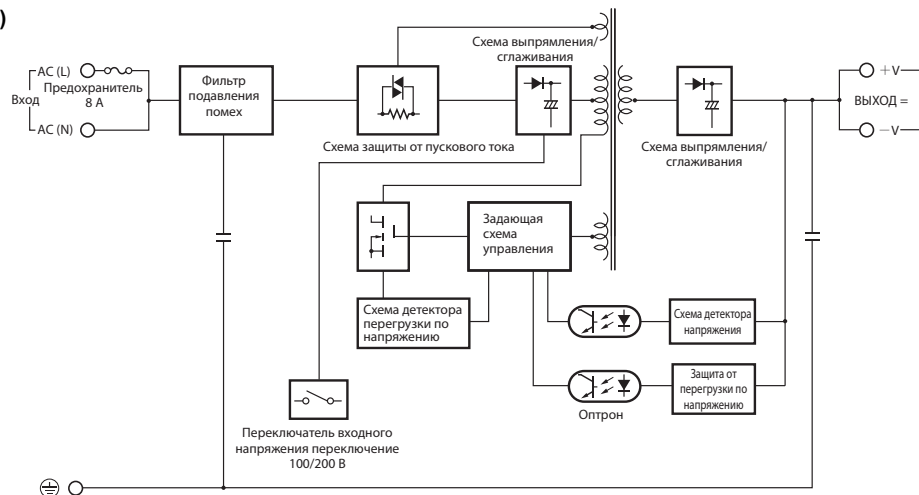 )
AC (L)
Предохранитель
8 А
Вход
AC (N)
Фильтр
подавления
помех
Схема защиты от пускового тока
Схема выпрямления/
сглаживания
Схема выпрямления/
сглаживания
+V
ВЫХОД =
−V
Задающая
схема
управления
Схема детектора
перегрузки по
напряжению
Схема детектора
напряжения
Защита от
перегрузки по
напряжению
Оптрон
Переключатель входного
напряжения переключение
100/200 В